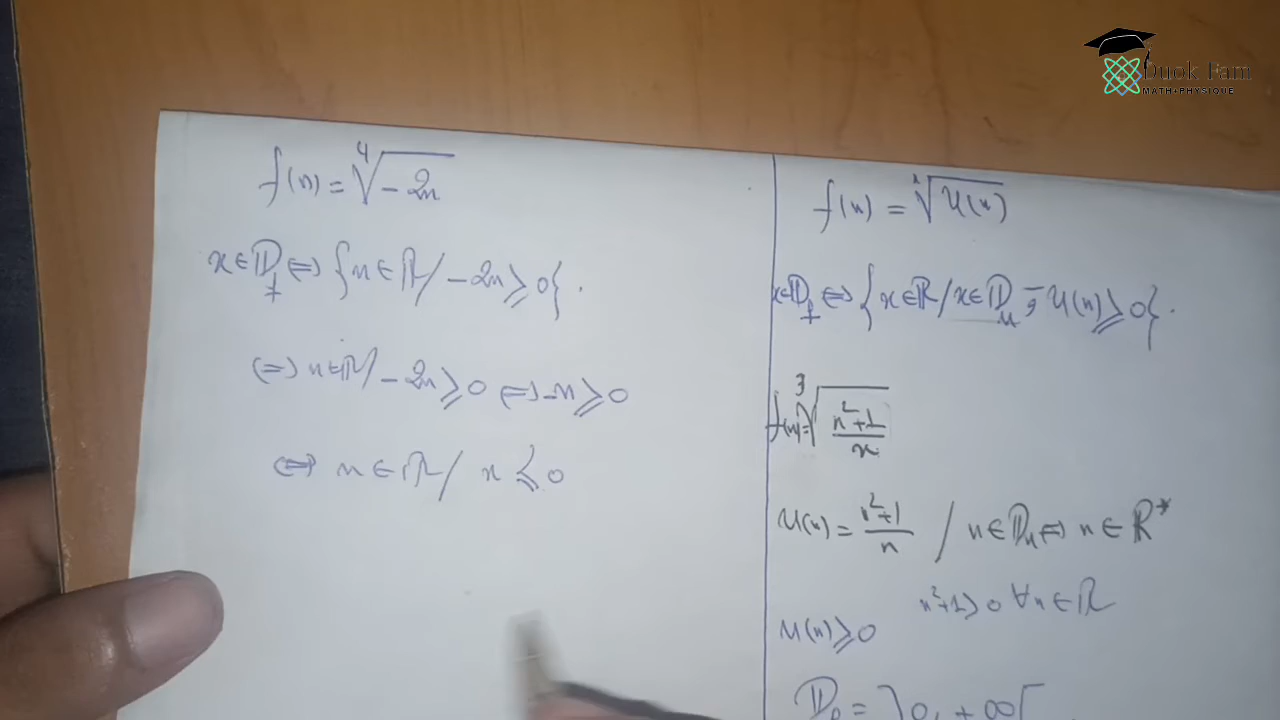 Duok Fam
MATH+PHYSIQUE
f(x) = ⁴√(-2x)
x ∈ D_f ⇔ {x ∈ ℝ / -2x ⩾ 0}.
⇔ x ∈ ℝ / -2x ⩾ 0 ⇔ -x ⩾ 0
⇔ x ∈ ℝ / x ⩽ 0
f(x) = ⁿ√(U(x))
x ∈ D_f ⇔ {x ∈ ℝ / x ∈ D_u ; U(x) ⩾ 0}.
f(x) = ³√((x²+1)/x)
U(x) = (x²+1)/x / x ∈ D_u ⇔ x ∈ ℝ*
x²+1 > 0 ∀x ∈ ℝ
U(x) ⩾ 0
D_f = ]0, +∞[